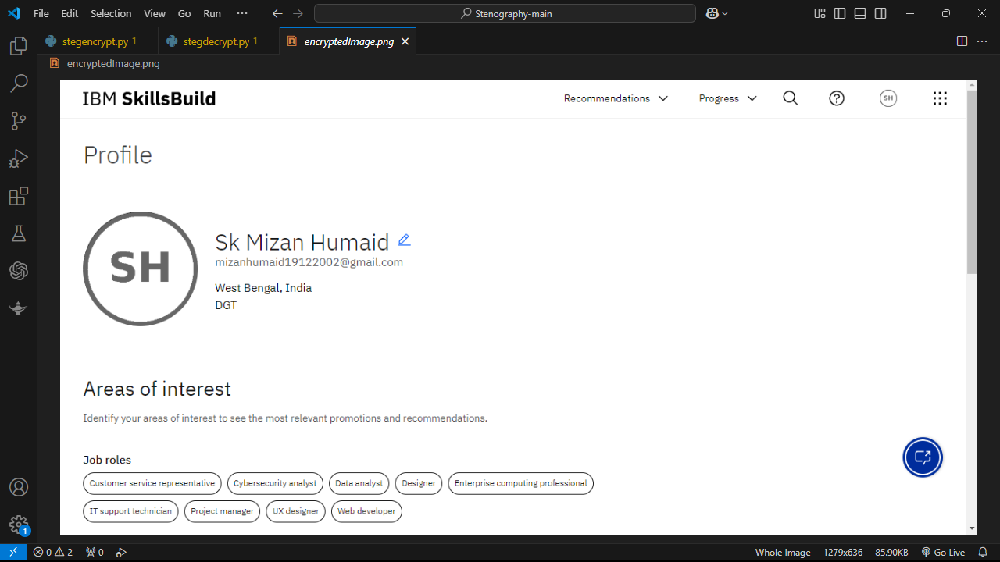 File Edit Selection View Go Run ··· Stenography-main
stegencrypt.py 1 stegdecrypt.py 1 encryptedImage.png
encryptedImage.png
IBM SkillsBuild Recommendations Progress SH
Profile
SH
Sk Mizan Humaid
mizanhumaid19122002@gmail.com
West Bengal, India
DGT
Areas of interest
Identify your areas of interest to see the most relevant promotions and recommendations.
Job roles
Customer service representative Cybersecurity analyst Data analyst Designer Enterprise computing professional
IT support technician Project manager UX designer Web developer
1
0 2 0 Whole Image 1279x636 85.90KB Go Live